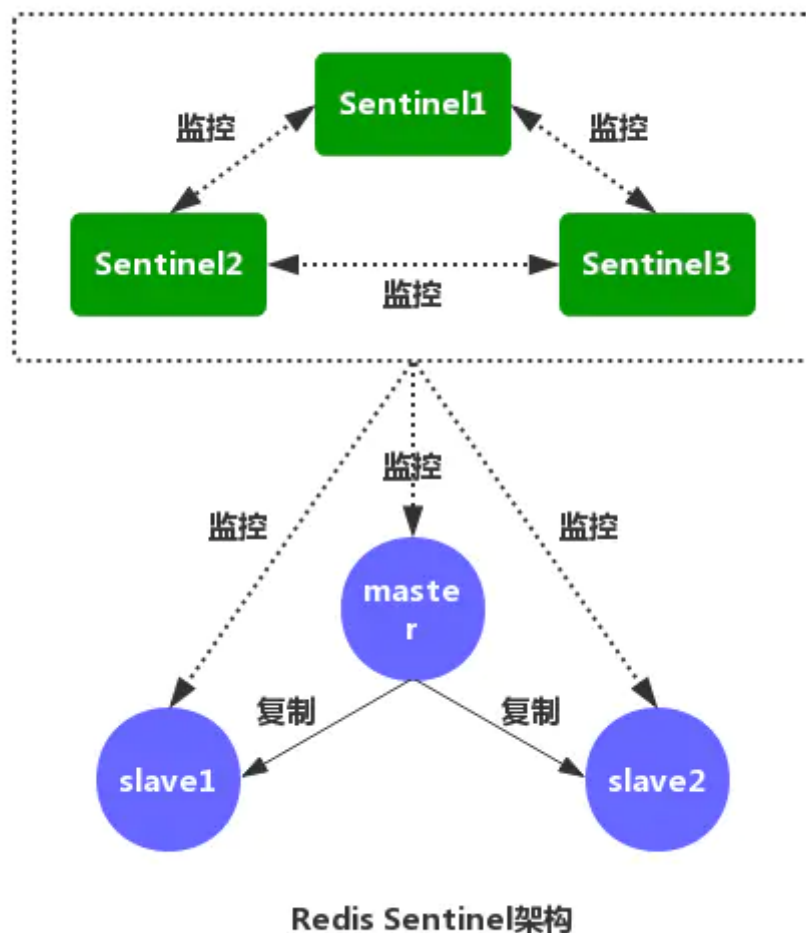 Sentinel1
监控
监控
Sentinel2
Sentinel3
监控
监控
监控
监控
maste
r
复制
复制
slave1
slave2
Redis Sentinel架构